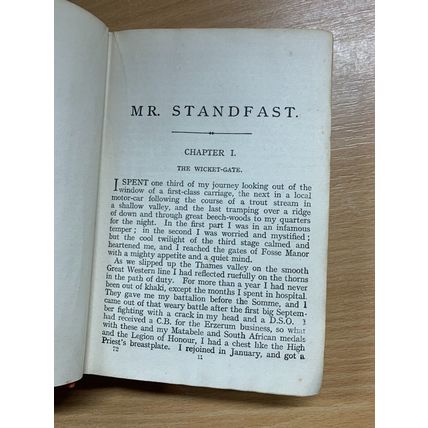 MR. STANDFAST.
CHAPTER I.
THE WICKET-GATE.
I SPENT one third of my journey looking out of the
window of a first-class carriage, the next in a local
motor-car following the course of a trout stream in
a shallow valley, and the last tramping over a ridge
of down and through great beech-woods to my quarters
for the night. In the first part I was in an infamous
temper; in the second I was worried and mystified;
but the cool twilight of the third stage calmed and
heartened me, and I reached the gates of Fosse Manor
with a mighty appetite and a quiet mind.
As we slipped up the Thames valley on the smooth
Great Western line I had reflected ruefully on the thorns
in the path of duty. For more than a year I had never
been out of khaki, except the months I spent in hospital.
They gave me my battalion before the Somme, and I
came out of that weary battle after the first big Septem-
ber fighting with a crack in my head and a D.S.O. I
had received a C.B. for the Erzerum business, so what
with these and my Matabele and South African medals
and the Legion of Honour, I had a chest like the High
Priest's breastplate. I rejoined in January, and got a
72 11